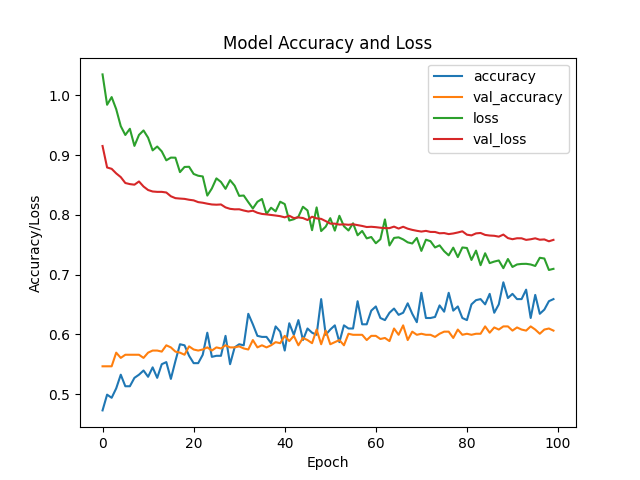 Model Accuracy and Loss
accuracy
val_accuracy
loss
val_loss
Accuracy/Loss
1.0
0.9
0.8
0.7
0.6
0.5
0 20 40 60 80 100
Epoch